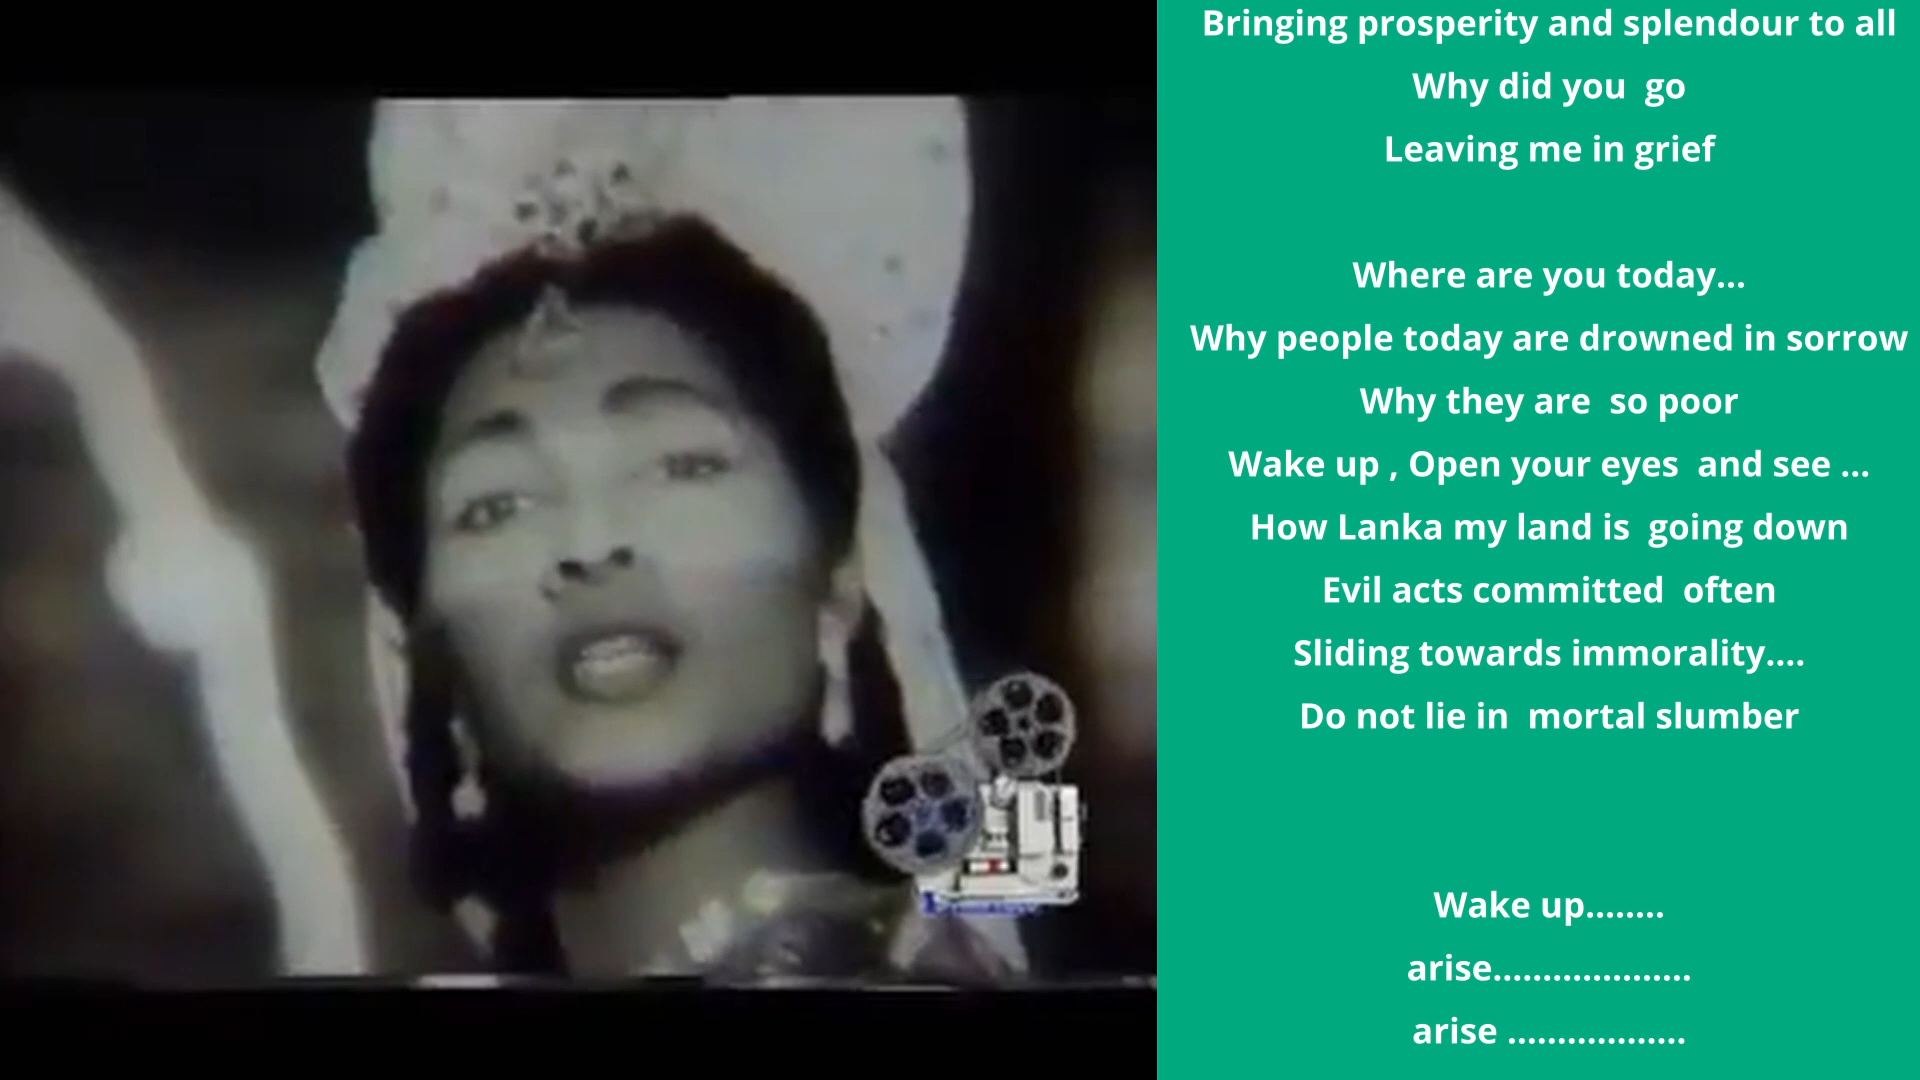 Bringing prosperity and splendour to all
Why did you  go
Leaving me in grief
Where are you today...
Why people today are drowned in sorrow
Why they are  so poor
Wake up , Open your eyes  and see ...
How Lanka my land is  going down
Evil acts committed  often
Sliding towards immorality....
Do not lie in  mortal slumber
Wake up........
arise....................
arise ..................